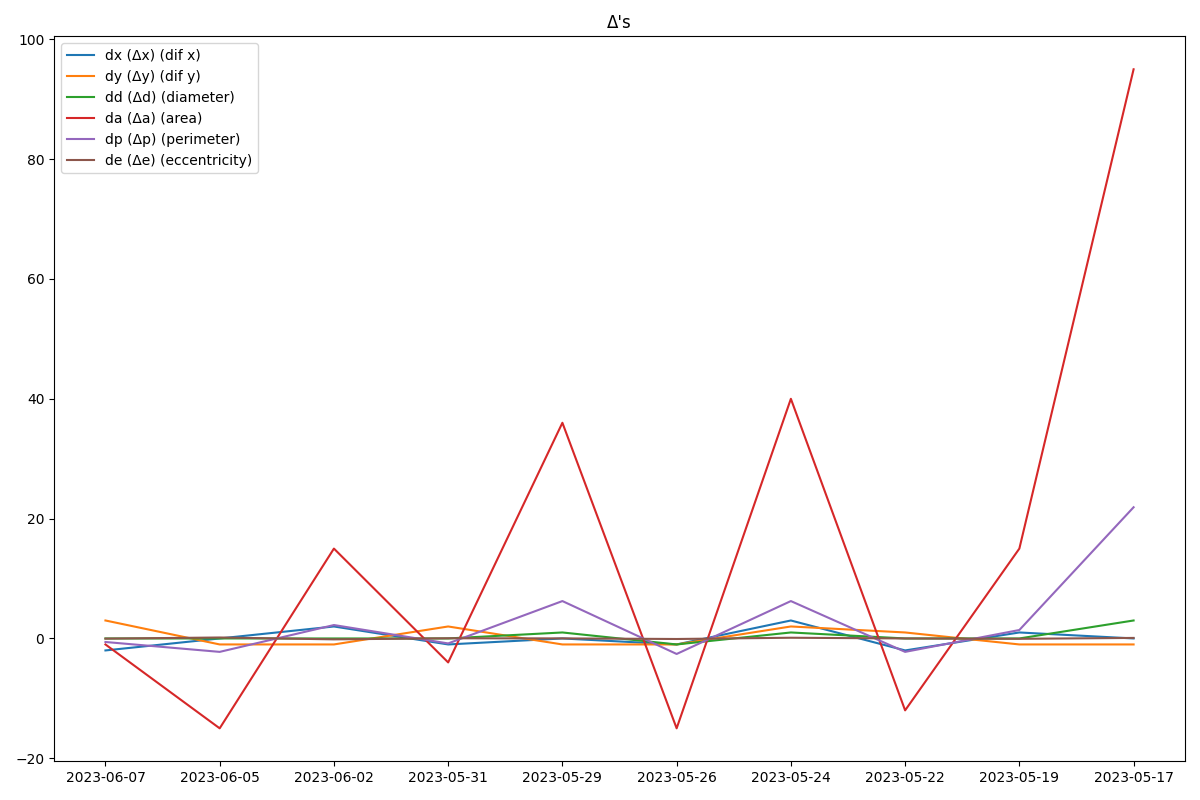 Δ's
100
80
60
40
20
0
−20
dx (Δx) (dif x)
dy (Δy) (dif y)
dd (Δd) (diameter)
da (Δa) (area)
dp (Δp) (perimeter)
de (Δe) (eccentricity)
2023-06-07 2023-06-05 2023-06-02 2023-05-31 2023-05-29 2023-05-26 2023-05-24 2023-05-22 2023-05-19 2023-05-17